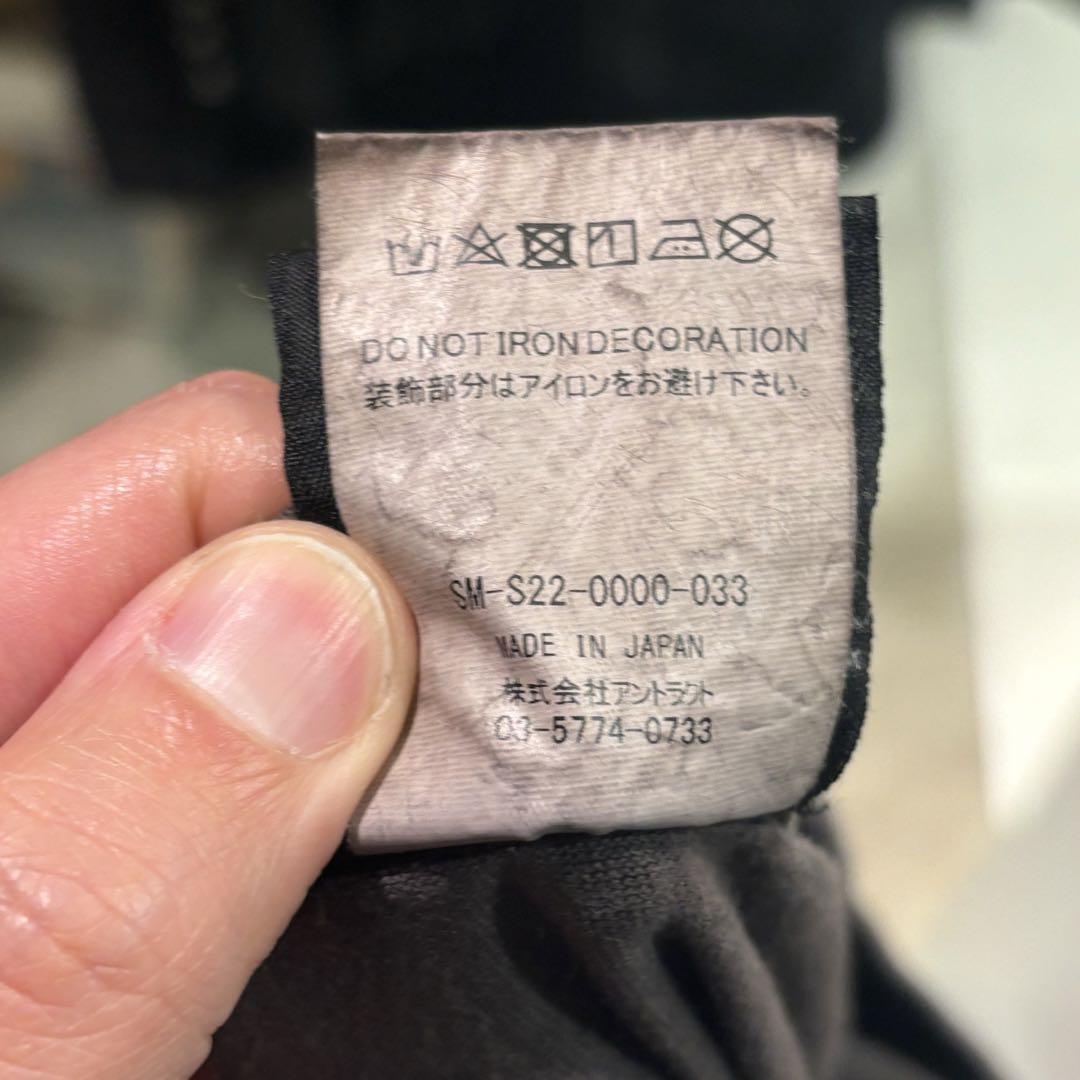 DO NOT IRON DECORATION
装飾部分はアイロンをお避け下さい。
SM-S22-0000-033
MADE IN JAPAN
株式会社アントラクト
03-5774-0733